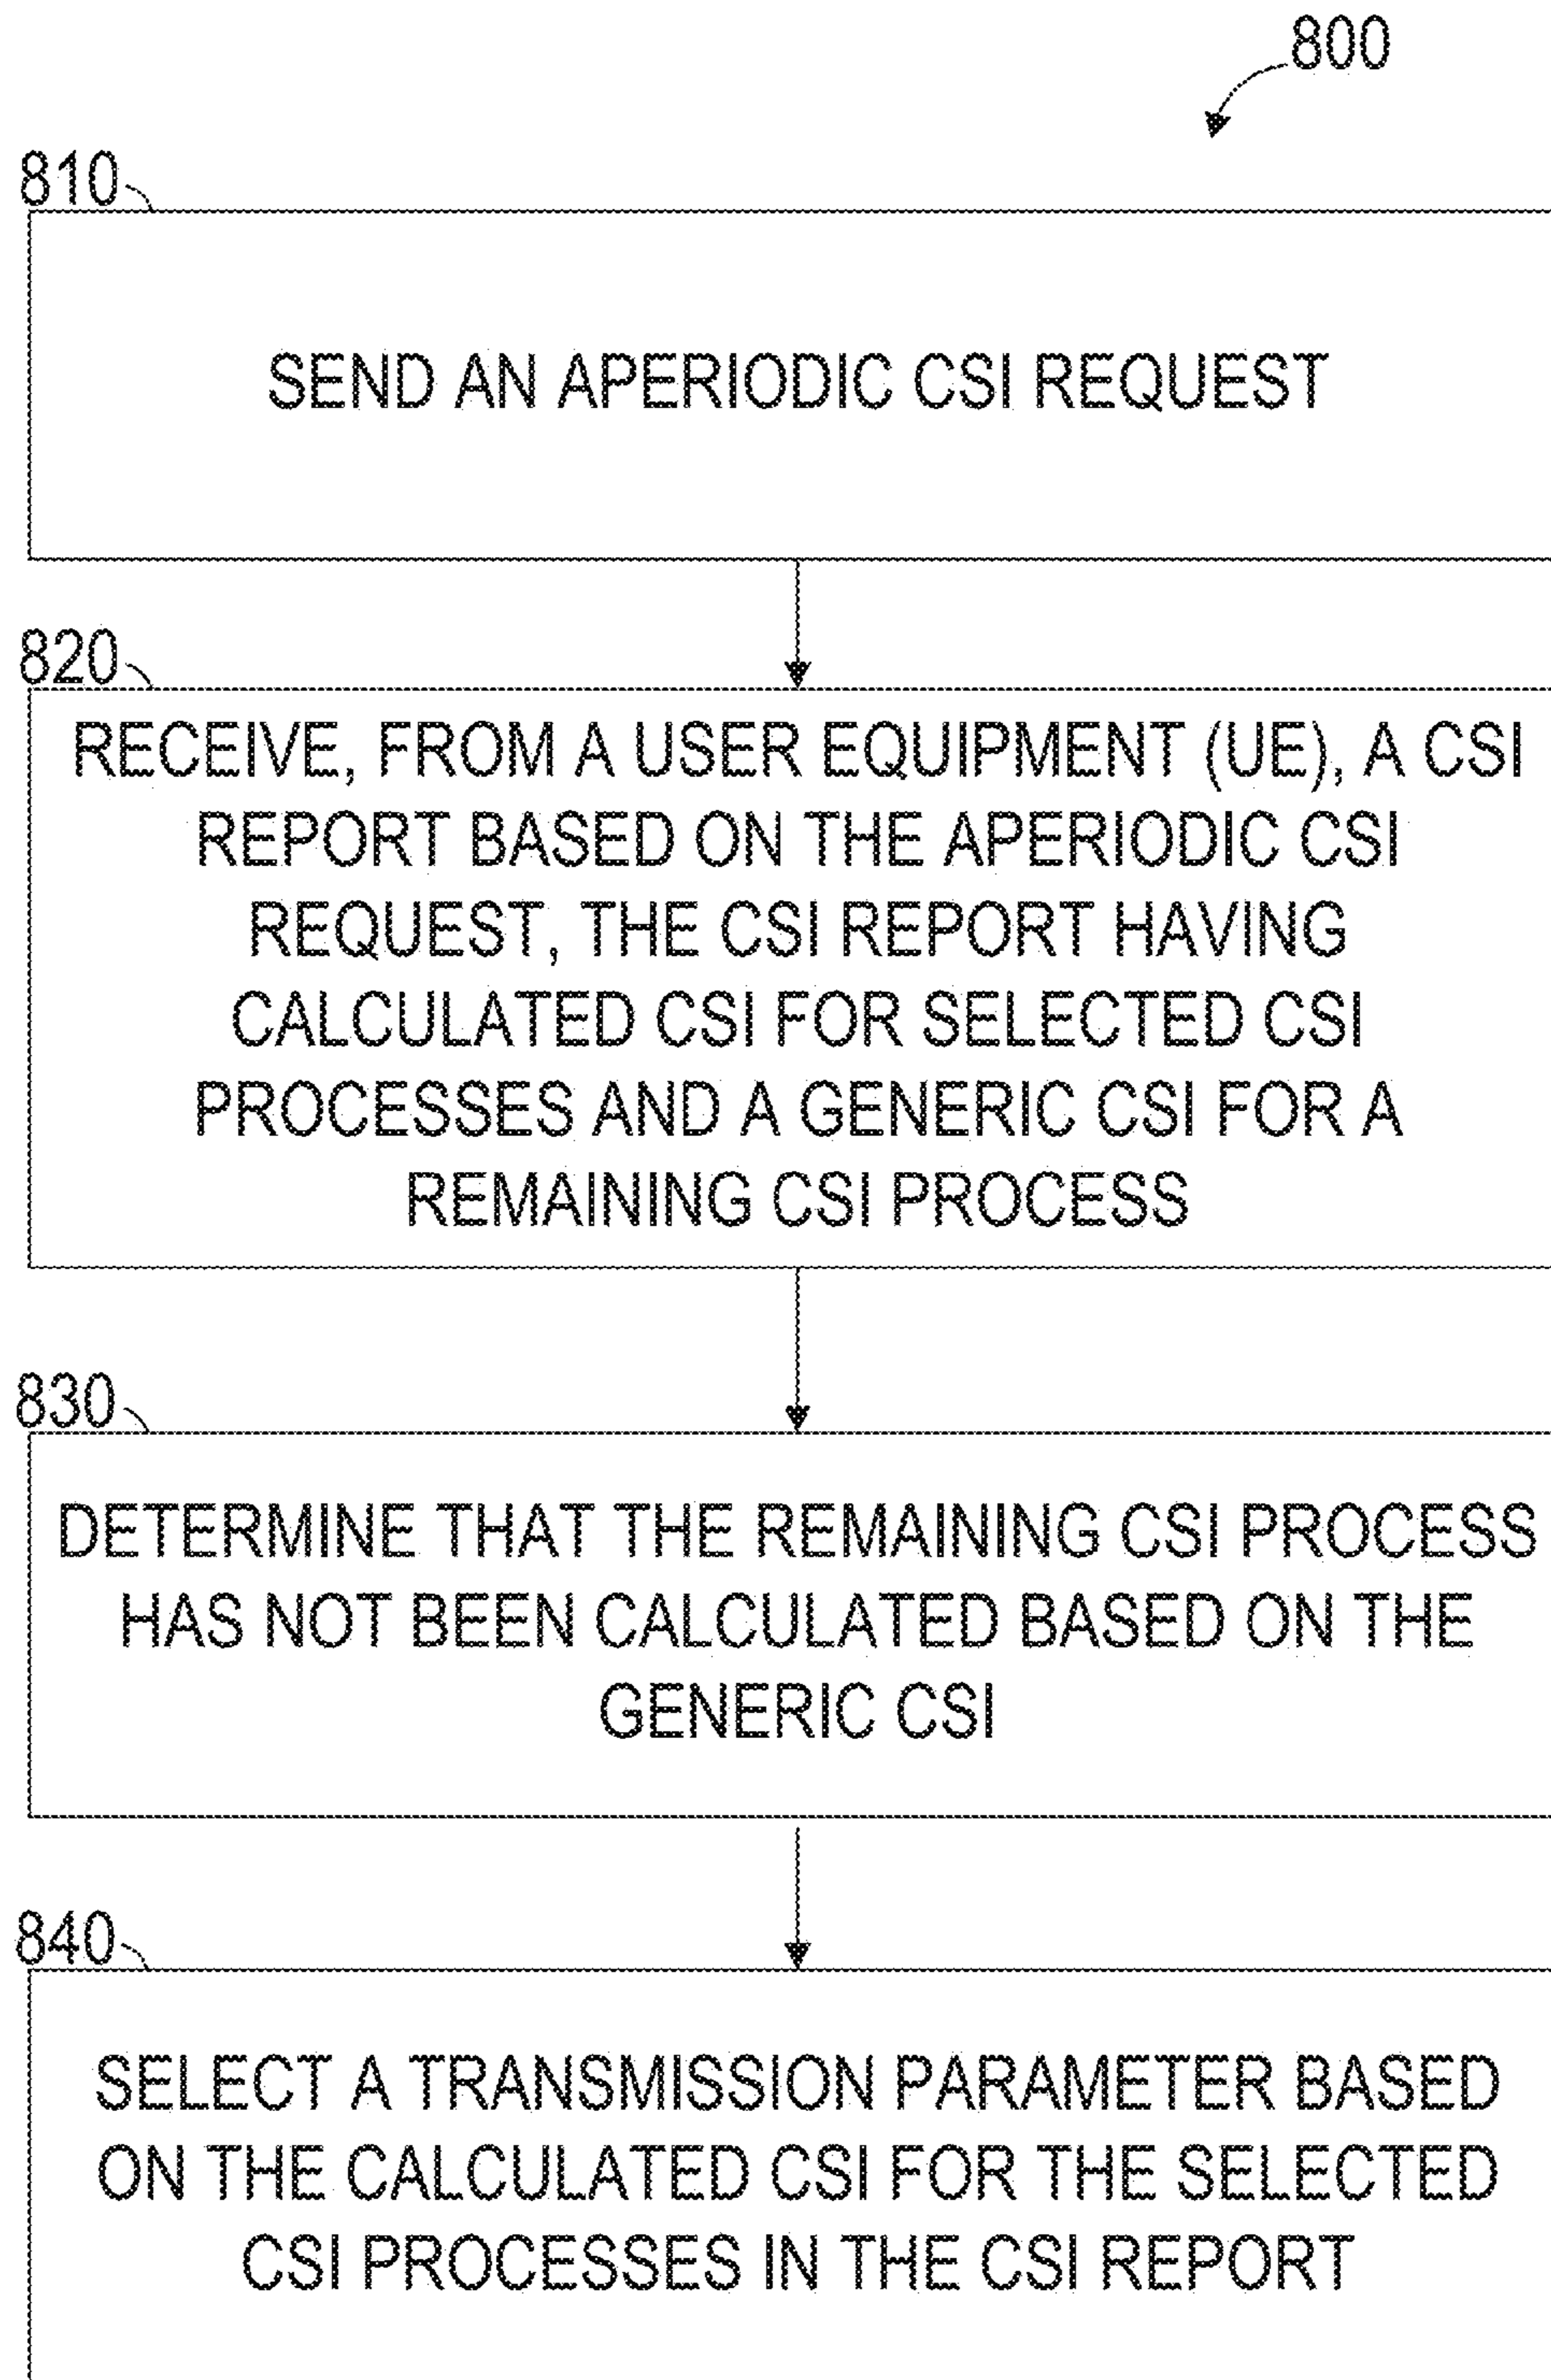 800
810
SEND AN APERIODIC CSI REQUEST
820
RECEIVE, FROM A USER EQUIPMENT (UE), A CSI
REPORT BASED ON THE APERIODIC CSI
REQUEST, THE CSI REPORT HAVING
CALCULATED CSI FOR SELECTED CSI
PROCESSES AND A GENERIC CSI FOR A
REMAINING CSI PROCESS
830
DETERMINE THAT THE REMAINING CSI PROCESS
HAS NOT BEEN CALCULATED BASED ON THE
GENERIC CSI
840
SELECT A TRANSMISSION PARAMETER BASED
ON THE CALCULATED CSI FOR THE SELECTED
CSI PROCESSES IN THE CSI REPORT